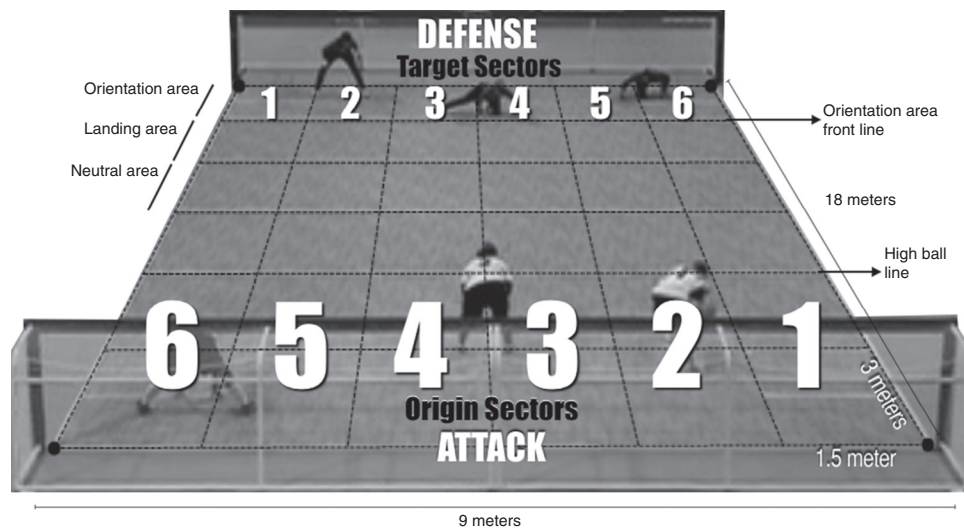 DEFENSE
Target Sectors
Orientation area
1 2 3 4 5 6
Orientation area
front line
Landing area
Neutral area
18 meters
High ball
line
6 5 4 3 2 1
3 meters
Origin Sectors
ATTACK
1.5 meter
9 meters